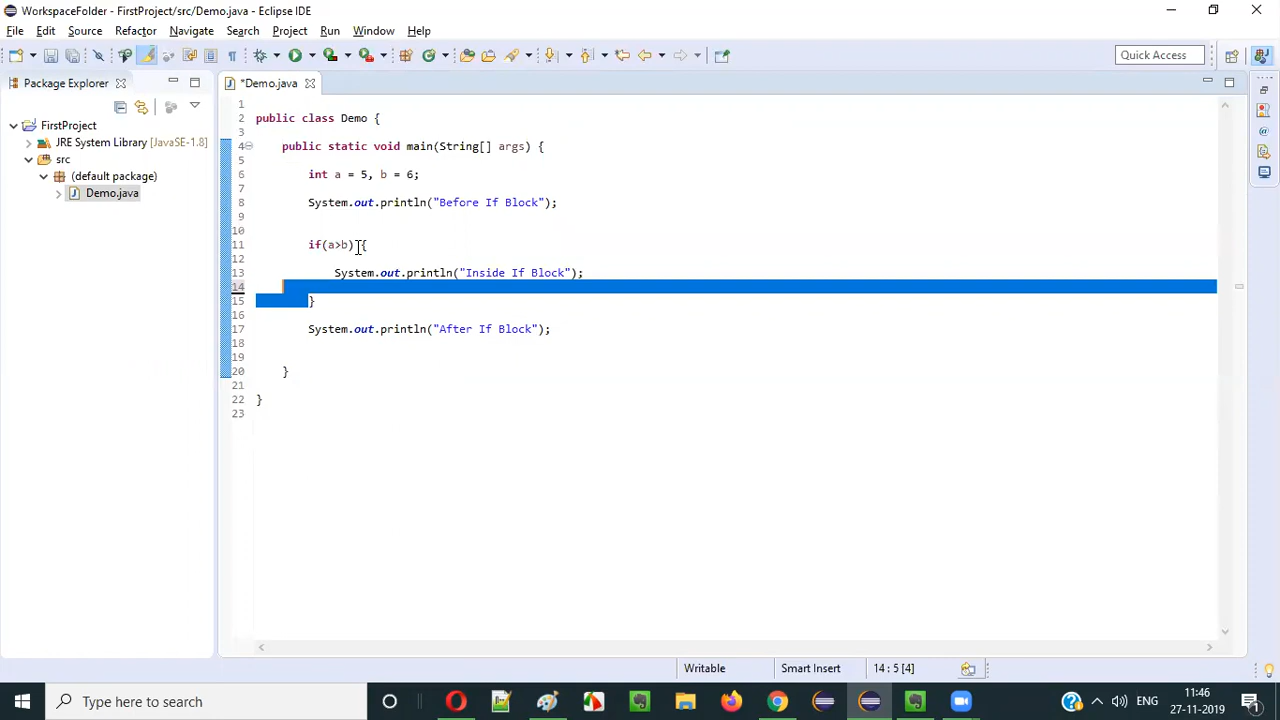 WorkspaceFolder - FirstProject/src/Demo.java - Eclipse IDE
File Edit Source Refactor Navigate Search Project Run Window Help
Quick Access
Package Explorer
*Demo.java
FirstProject
JRE System Library [JavaSE-1.8]
src
(default package)
Demo.java
1
2 public class Demo {
3
4 public static void main(String[] args) {
5
6 int a = 5, b = 6;
7
8 System.out.println("Before If Block");
9
10
11 if(a>b) {
12
13 System.out.println("Inside If Block");
14
15 }
16
17 System.out.println("After If Block");
18
19
20 }
21
22 }
23
Writable Smart Insert 14 : 5 [4]
Type here to search
ENG
11:46
27-11-2019
1